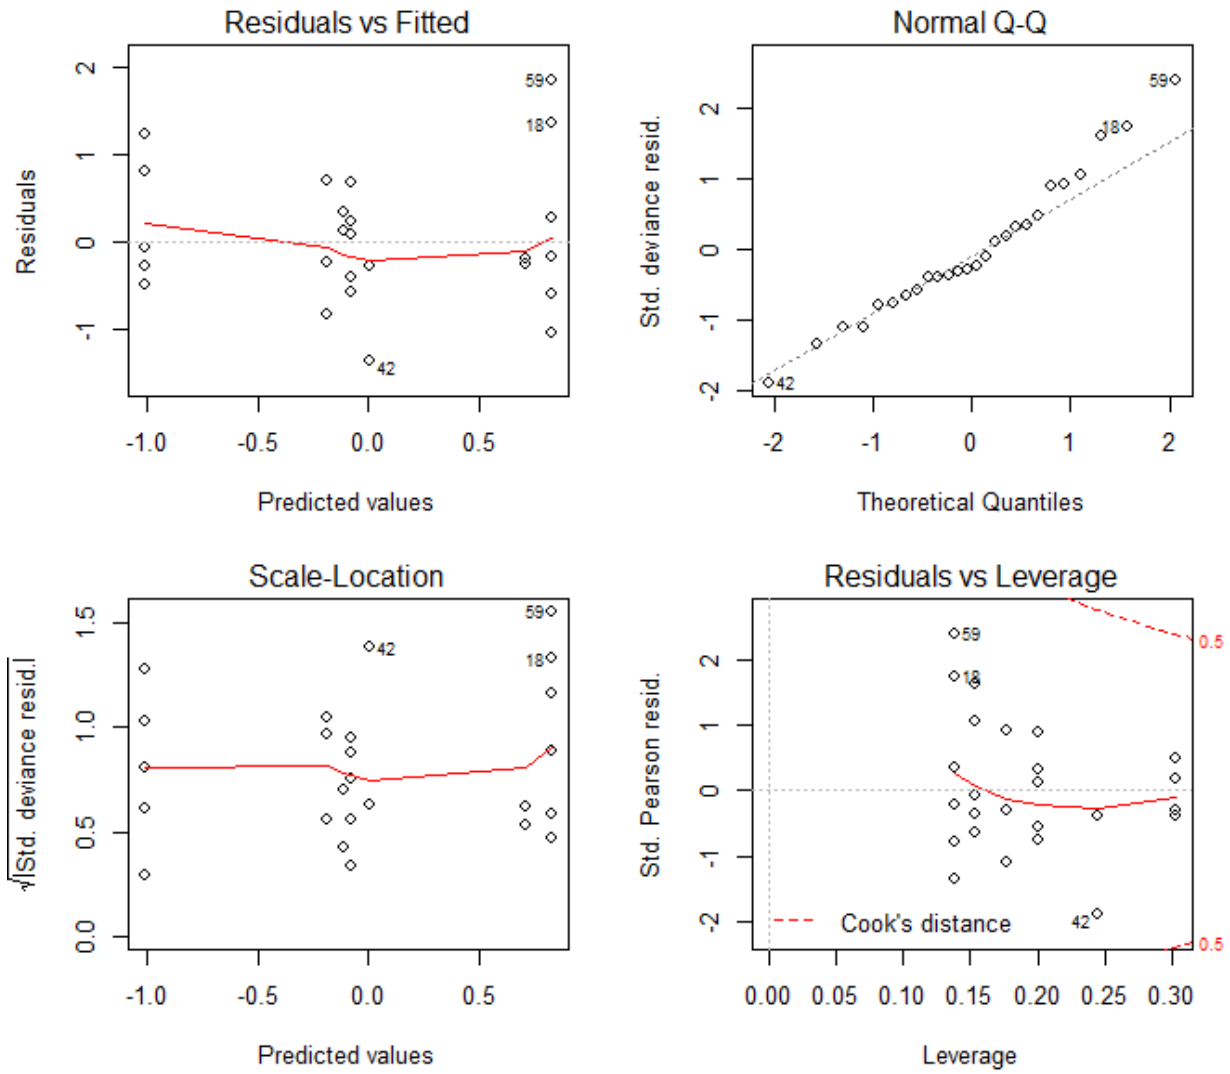 Residuals vs Fitted
Residuals
2
1
0
-1
59
18
42
-1.0 -0.5 0.0 0.5
Predicted values
Normal Q-Q
Std. deviance resid.
2
1
0
-1
-2
59
18
42
-2 -1 0 1 2
Theoretical Quantiles
Scale-Location
√|Std. deviance resid.|
1.5
1.0
0.5
0.0
59
42
18
-1.0 -0.5 0.0 0.5
Predicted values
Residuals vs Leverage
Std. Pearson resid.
2
1
0
-1
-2
59
18
42
0.5
0.5
Cook's distance
0.00 0.05 0.10 0.15 0.20 0.25 0.30
Leverage